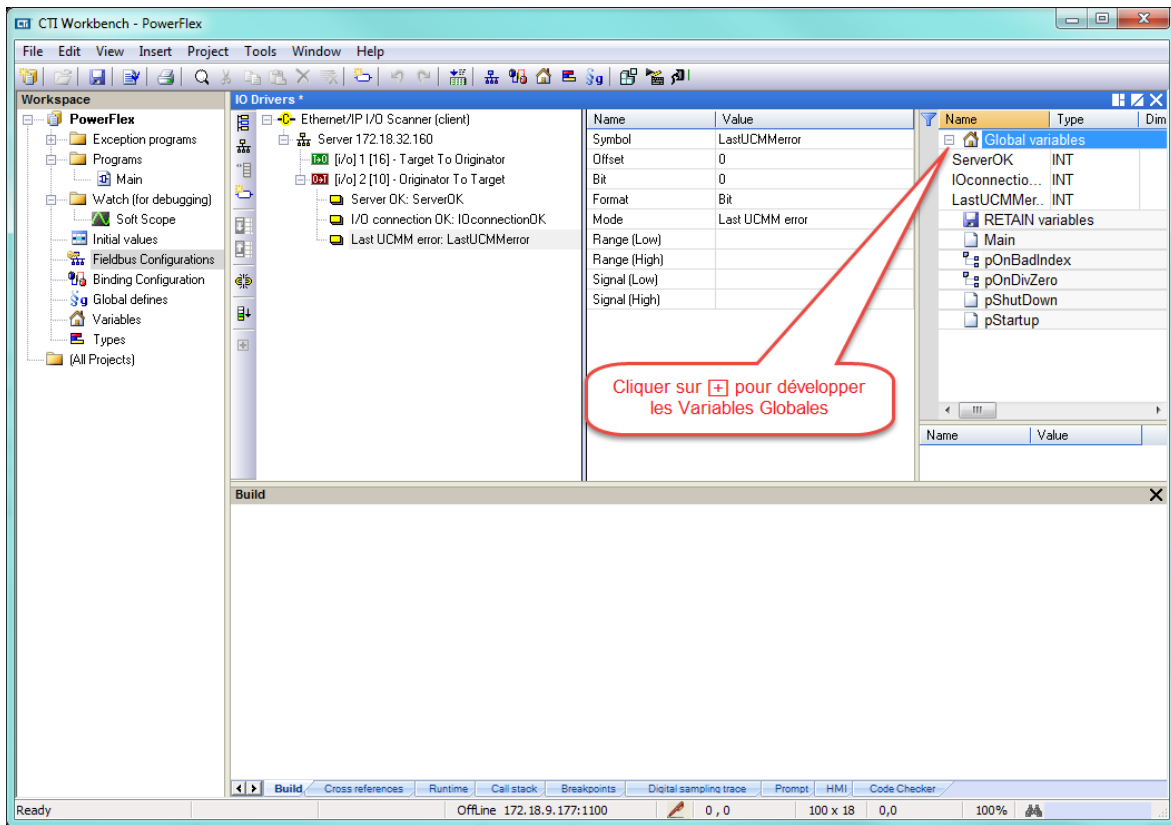 CTI Workbench - PowerFlex
File Edit View Insert Project Tools Window Help
Workspace
PowerFlex
Exception programs
Programs
Main
Watch (for debugging)
Soft Scope
Initial values
Fieldbus Configurations
Binding Configuration
Global defines
Variables
Types
(All Projects)
IO Drivers *
Ethernet/IP I/O Scanner (client)
Server 172.18.32.160
[i/o] 1 [16] - Target To Originator
[i/o] 2 [10] - Originator To Target
Server OK: ServerOK
I/O connection OK: IOconnectionOK
Last UCMM error: LastUCMMerror
Name Value
Symbol LastUCMMerror
Offset 0
Bit 0
Format Bit
Mode Last UCMM error
Range (Low)
Range (High)
Signal (Low)
Signal (High)
Name Type Dim
Global variables
ServerOK INT
IOconnectio... INT
LastUCMMer.. INT
RETAIN variables
Main
pOnBadIndex
pOnDivZero
pShutDown
pStartup
Cliquer sur + pour développer
les Variables Globales
Name Value
Build
Build Cross references Runtime Call stack Breakpoints Digital sampling trace Prompt HMI Code Checker
Ready OffLine 172.18.9.177:1100 0 , 0 100 x 18 0,0 100%